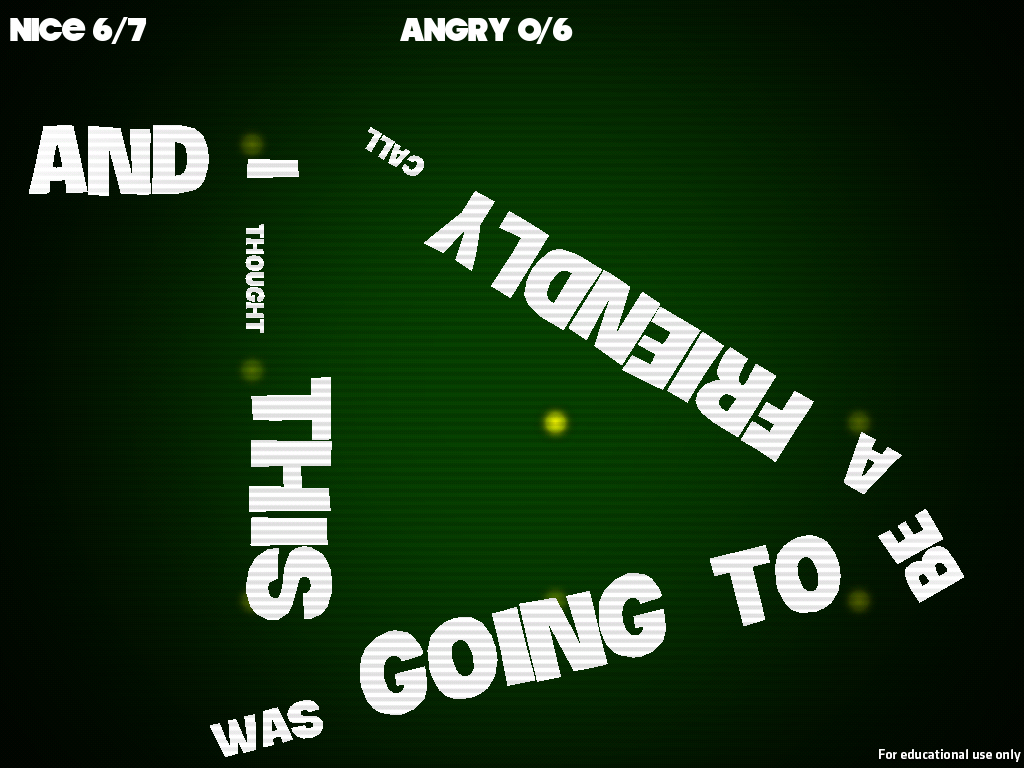 NICE 6/7
ANGRY 0/6
AND
I
THOUGHT
THIS
WAS
GOING
TO
BE
A
FRIENDLY
CALL
For educational use only